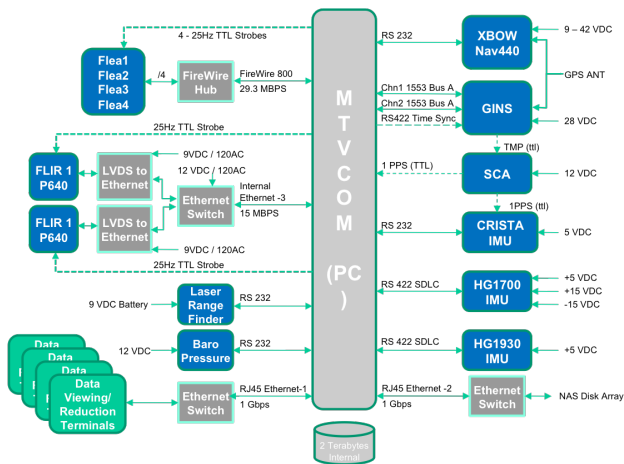 4 - 25Hz TTL Strobes
Flea1
Flea2
Flea3
Flea4
/4
FireWire
Hub
FireWire 800
29.3 MBPS
25Hz TTL Strobe
9VDC / 120AC
12 VDC / 120AC
FLIR 1
P640
LVDS to
Ethernet
Ethernet
Switch
Internal
Ethernet -3
15 MBPS
FLIR 1
P640
LVDS to
Ethernet
9VDC / 120AC
25Hz TTL Strobe
9 VDC Battery
Laser
Range
Finder
RS 232
12 VDC
Baro
Pressure
RS 232
Data
Data
Data
Data
Viewing/
Reduction
Terminals
Ethernet
Switch
RJ45 Ethernet-1
1 Gbps
M
T
V
C
O
M
(PC
)
2 Terabyles
Internal
RS 232
XBOW
Nav440
9 – 42 VDC
GPS ANT
Chn1 1553 Bus A
Chn2 1553 Bus A
RS422 Time Sync
GINS
28 VDC
TMP (ttl)
1 PPS (TTL)
SCA
12 VDC
1PPS (ttl)
RS 232
CRISTA
IMU
5 VDC
RS 422 SDLC
HG1700
IMU
+5 VDC
+15 VDC
-15 VDC
RS 422 SDLC
HG1930
IMU
+5 VDC
RJ45 Ethernet -2
1 Gbps
Ethernet
Switch
NAS Disk Array